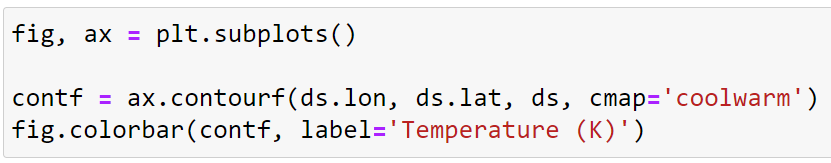 fig, ax = plt.subplots()
contf = ax.contourf(ds.lon, ds.lat, ds, cmap='coolwarm')
fig.colorbar(contf, label='Temperature (K)')